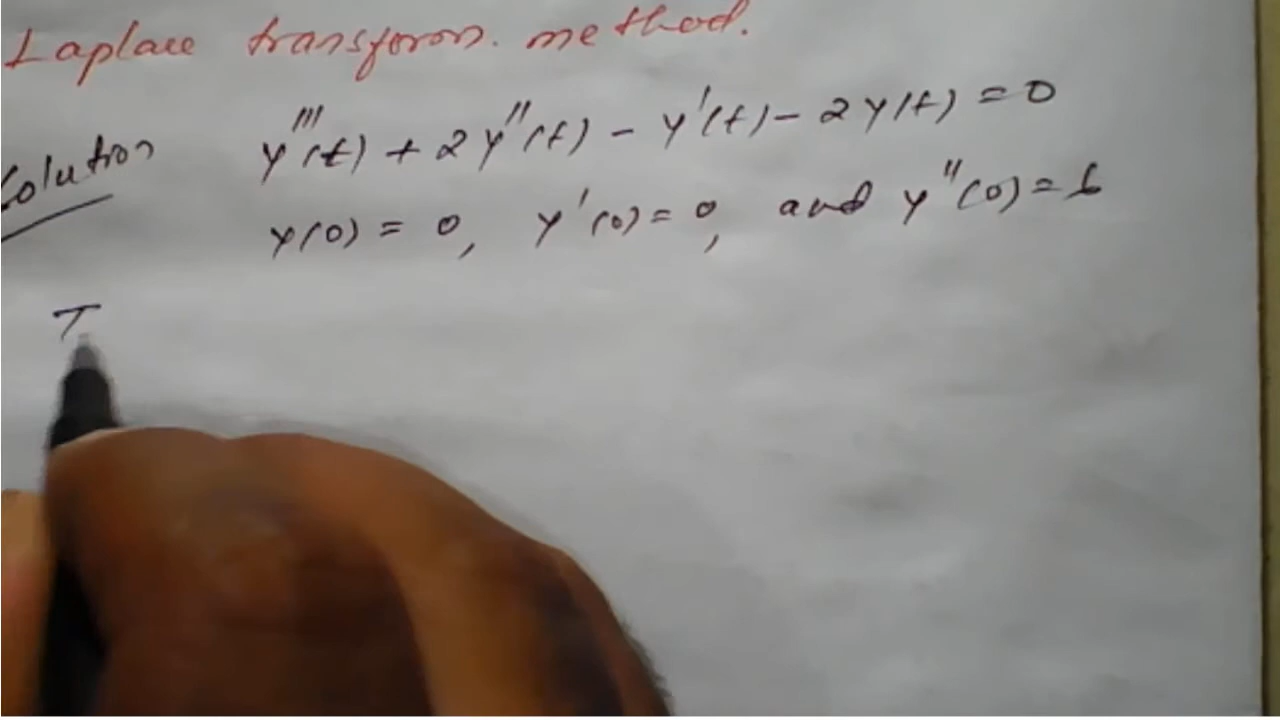 Laplace transform. method.
Solution y'''(t) + 2y''(t) - y'(t) - 2y(t) = 0
y(0) = 0, y'(0) = 0, and y''(0) = 6
T